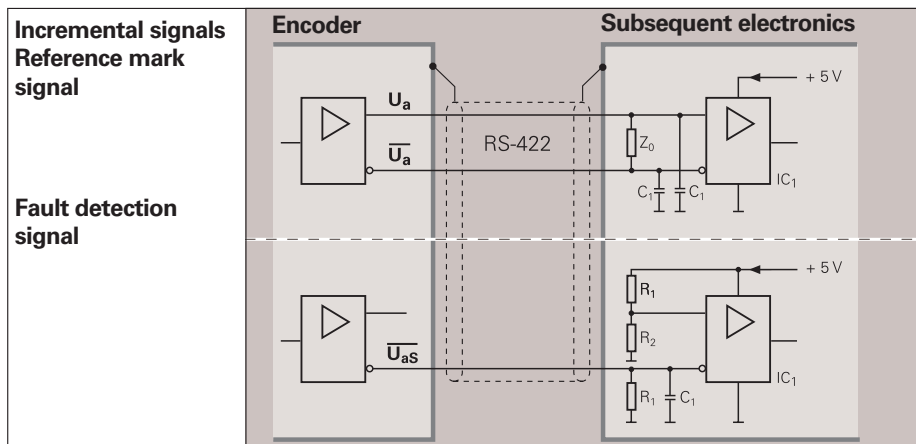 Incremental signals
Reference mark
signal
Fault detection
signal
Encoder
Subsequent electronics
+ 5 V
Ua
RS-422
Z0
Ua
C1
C1
IC1
+ 5 V
R1
R2
UaS
R1
C1
IC1